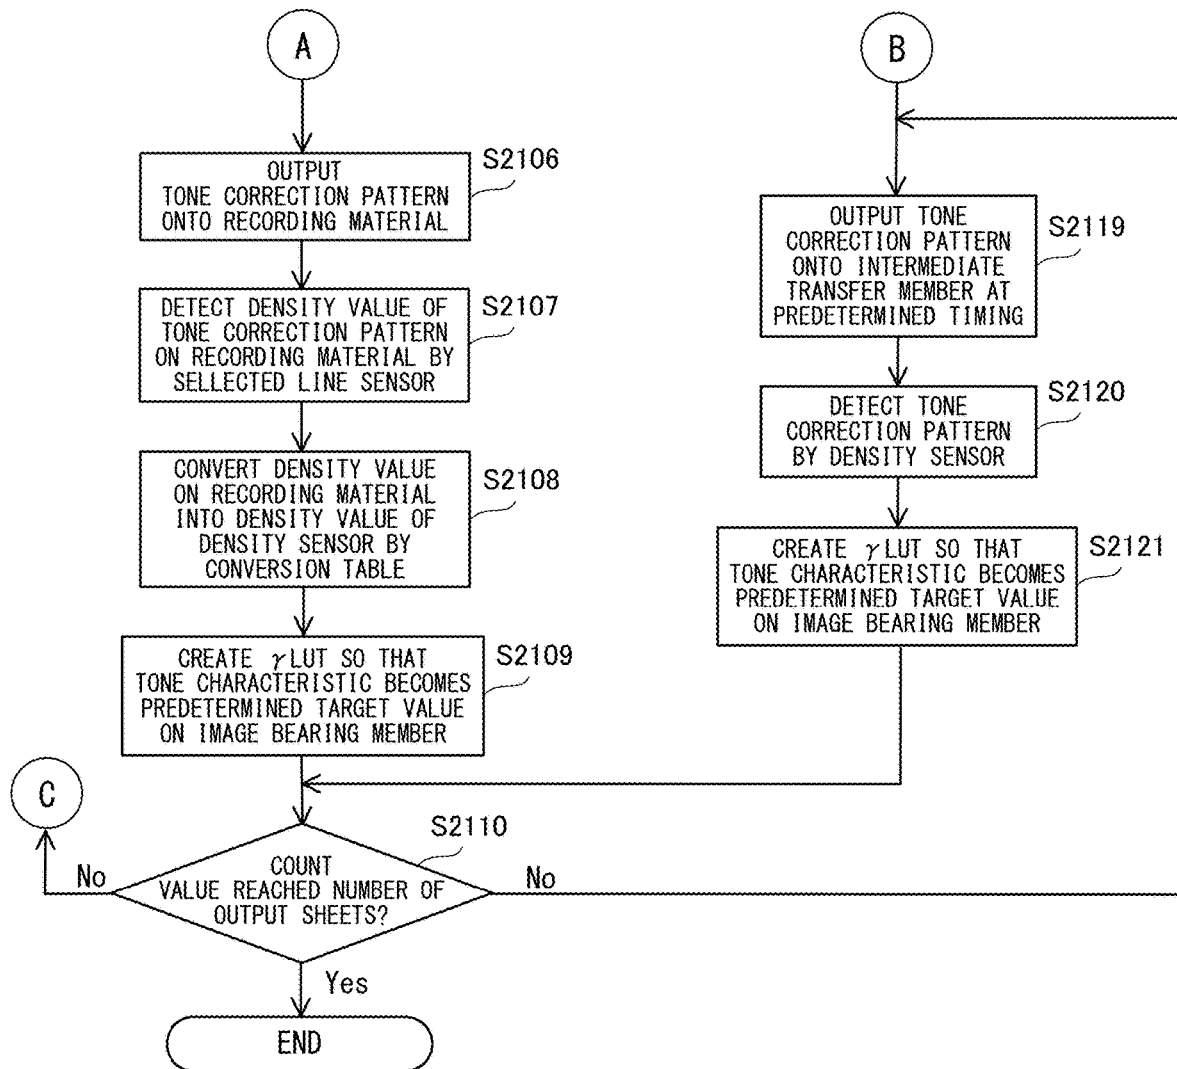 A
S2106
OUTPUT
TONE CORRECTION PATTERN
ONTO RECORDING MATERIAL
S2107
DETECT DENSITY VALUE OF
TONE CORRECTION PATTERN
ON RECORDING MATERIAL BY
SELLECTED LINE SENSOR
S2108
CONVERT DENSITY VALUE
ON RECORDING MATERIAL
INTO DENSITY VALUE OF
DENSITY SENSOR BY
CONVERSION TABLE
S2109
CREATE γLUT SO THAT
TONE CHARACTERISTIC BECOMES
PREDETERMINED TARGET VALUE
ON IMAGE BEARING MEMBER
B
S2119
OUTPUT TONE
CORRECTION PATTERN
ONTO INTERMEDIATE
TRANSFER MEMBER AT
PREDETERMINED TIMING
S2120
DETECT TONE
CORRECTION PATTERN
BY DENSITY SENSOR
S2121
CREATE γLUT SO THAT
TONE CHARACTERISTIC BECOMES
PREDETERMINED TARGET VALUE
ON IMAGE BEARING MEMBER
C
S2110
No
COUNT
VALUE REACHED NUMBER OF
OUTPUT SHEETS?
No
Yes
END